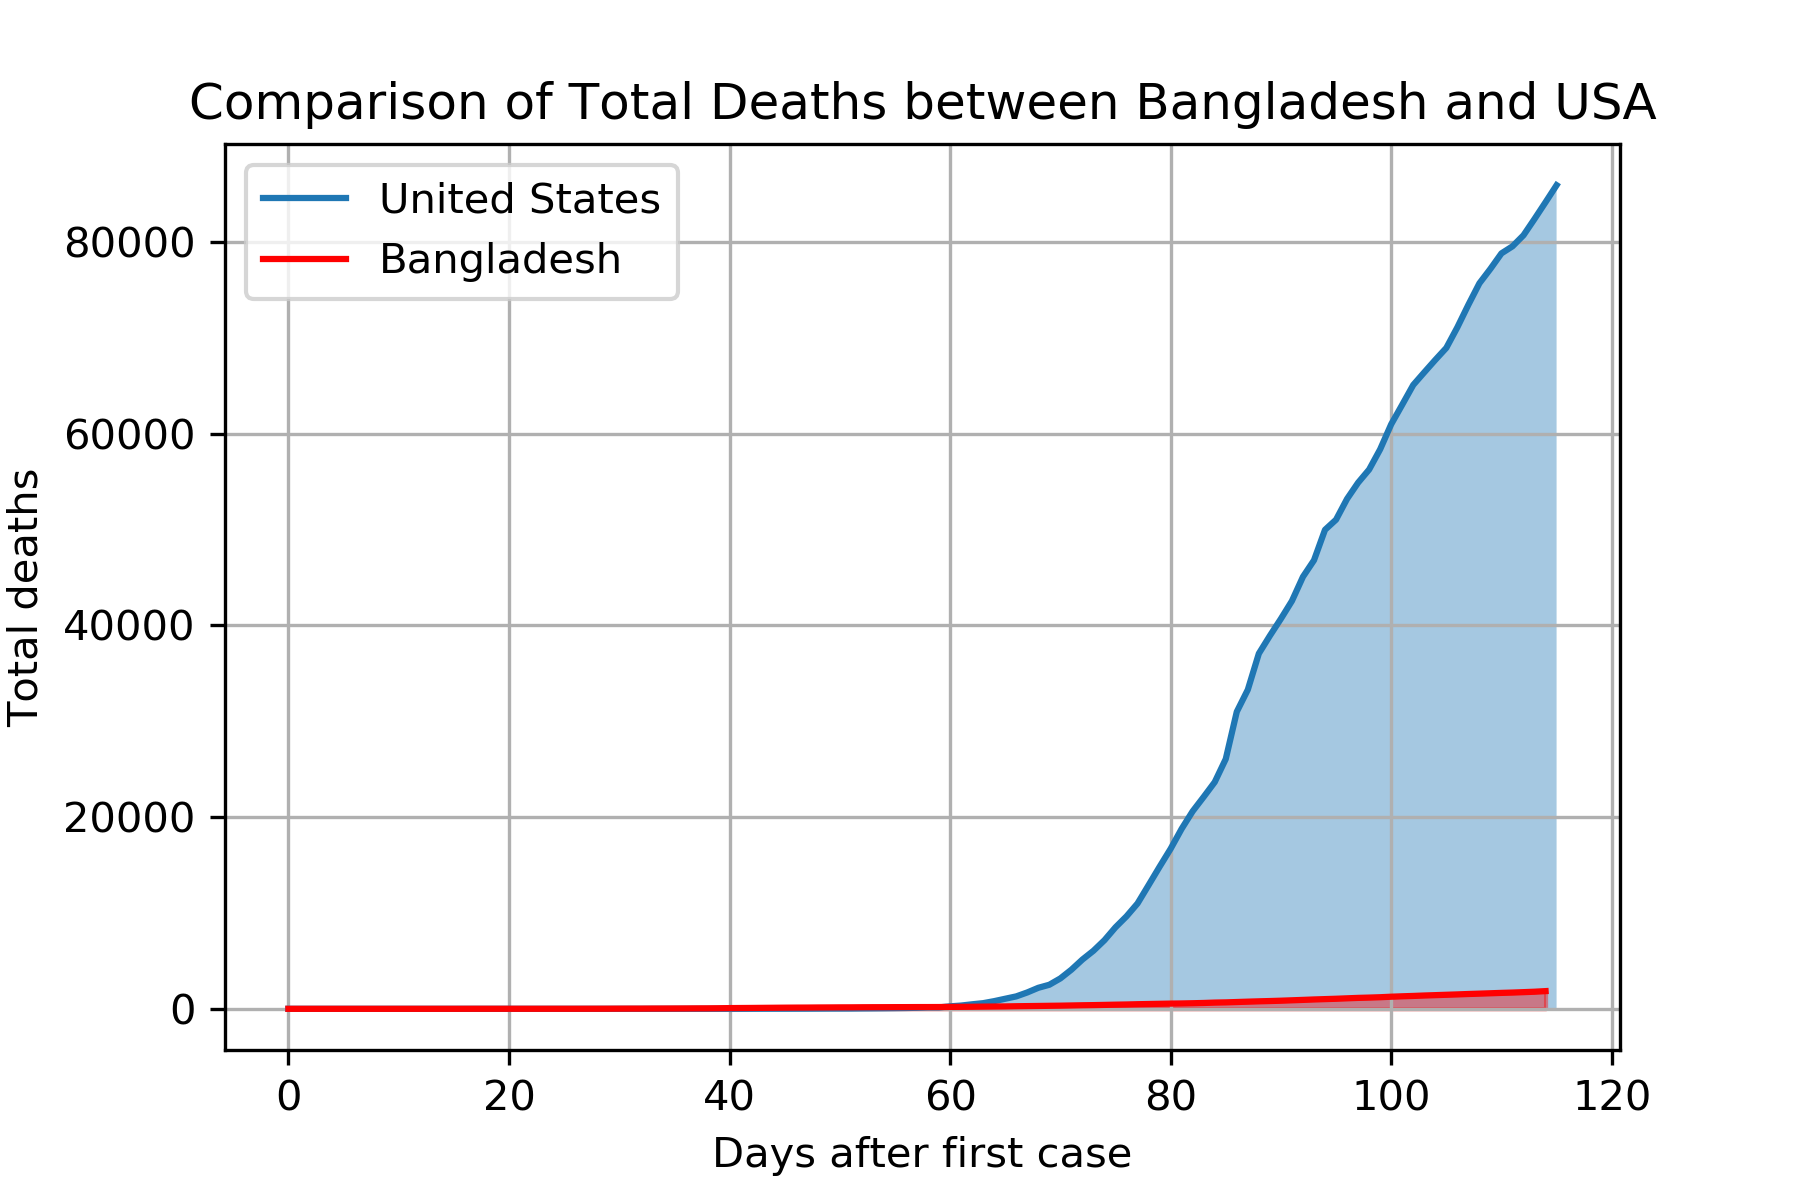 Comparison of Total Deaths between Bangladesh and USA
United States
Bangladesh
80000
60000
40000
20000
0
Total deaths
0 20 40 60 80 100 120
Days after first case